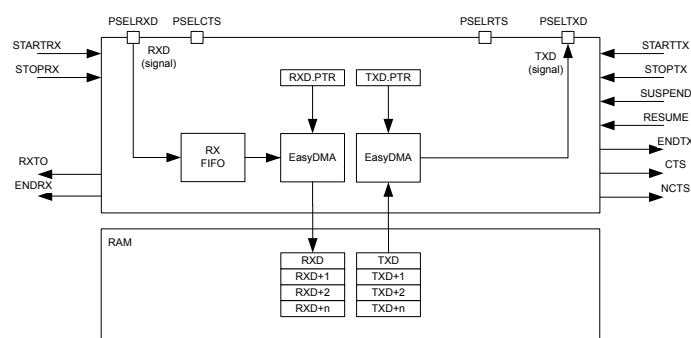 PSELRXD
PSELCTS
PSELRTS
PSELTXD
STARTRX
STOPRX
RXD
(signal)
TXD
(signal)
STARTTX
STOPTX
SUSPEND
RESUME
RXD.PTR
TXD.PTR
RX
FIFO
EasyDMA
EasyDMA
ENDTX
CTS
NCTS
RXTO
ENDRX
RAM
RXD
RXD+1
RXD+2
RXD+n
TXD
TXD+1
TXD+2
TXD+n